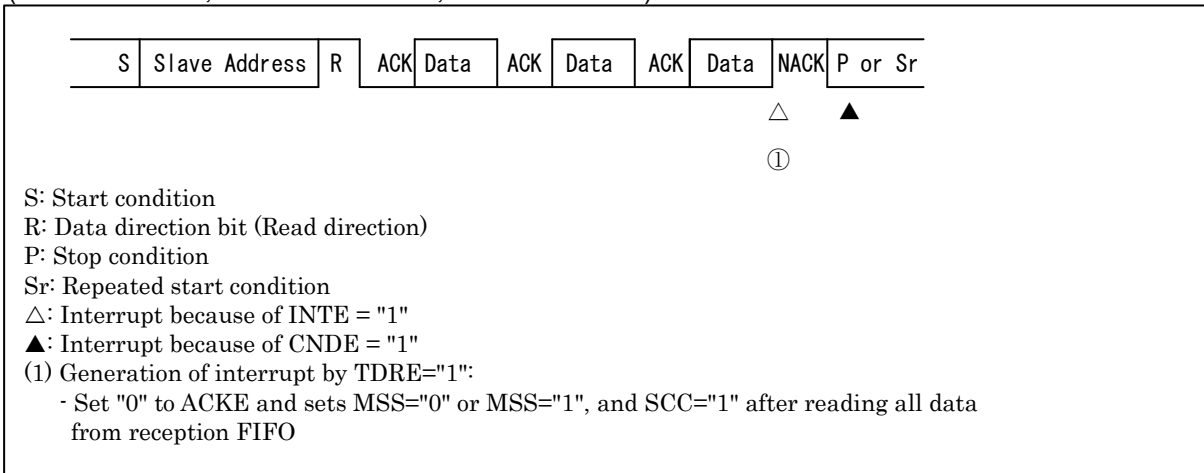 S Slave Address R ACK Data ACK Data ACK Data NACK P or Sr
△ ▲
①
S: Start condition
R: Data direction bit (Read direction)
P: Stop condition
Sr: Repeated start condition
△: Interrupt because of INTE = "1"
▲: Interrupt because of CNDE = "1"
(1) Generation of interrupt by TDRE="1":
- Set "0" to ACKE and sets MSS="0" or MSS="1", and SCC="1" after reading all data
from reception FIFO